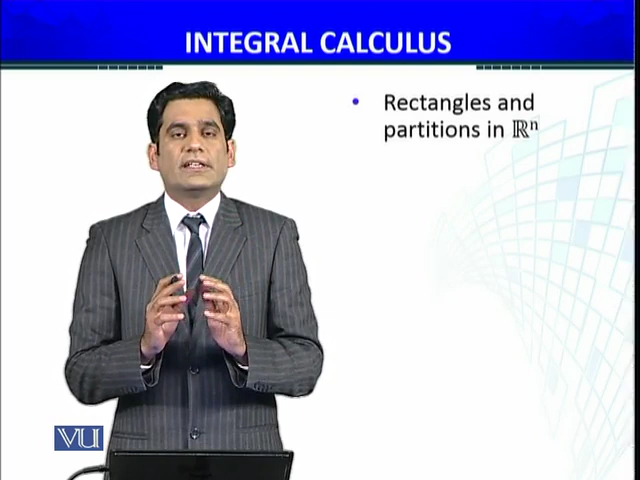 INTEGRAL CALCULUS
• Rectangles and
partitions in ℝⁿ
VU